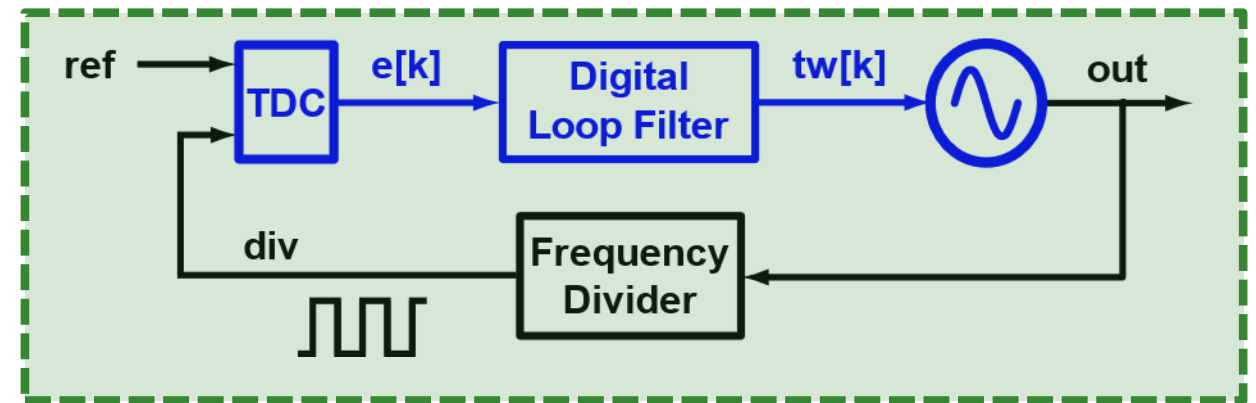 ref
TDC
e[k]
Digital
Loop Filter
tw[k]
out
div
Frequency
Divider